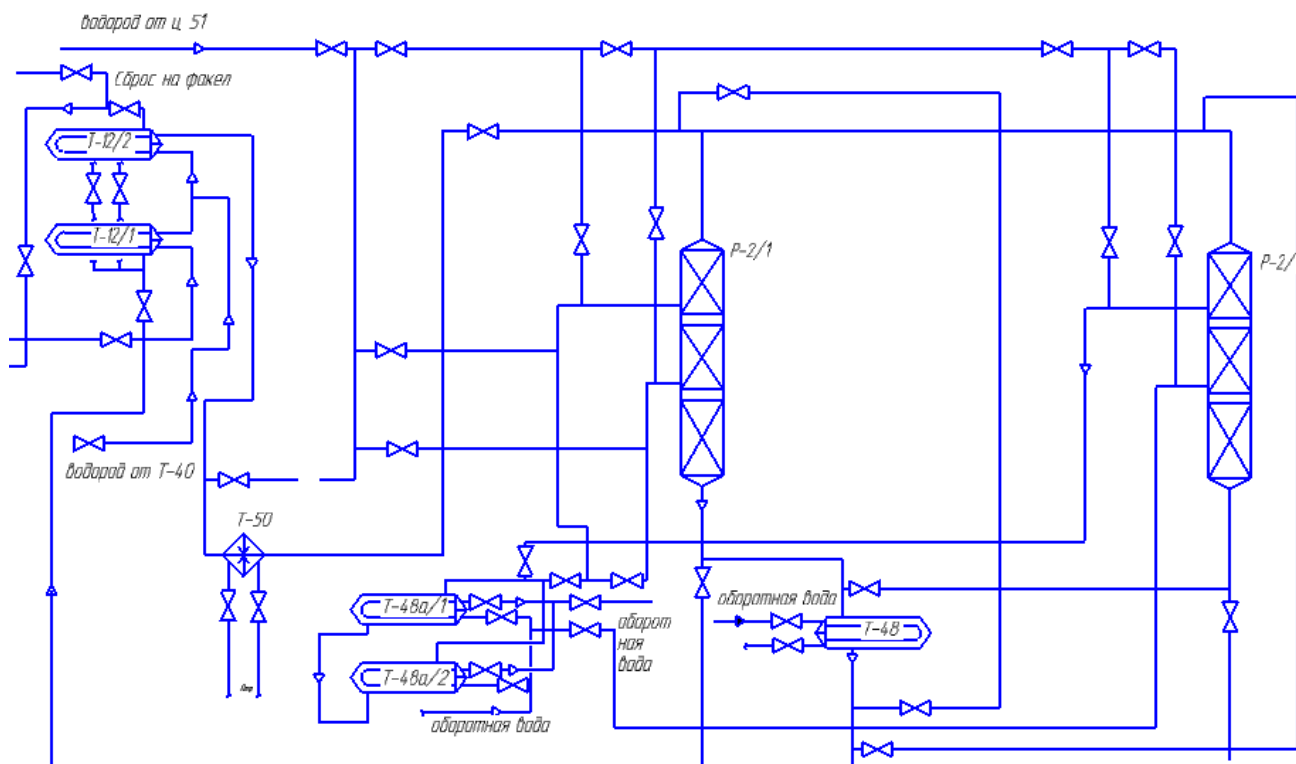 водород от ц 51
Сброс на факел
Т-12/2
Т-12/1
Р-2/1
Р-2/
водород от Т-40
Т-50
Т-48а/1
оборот
ная
вода
оборотная вода
Т-48
Т-48а/2
Пар
оборотная вода